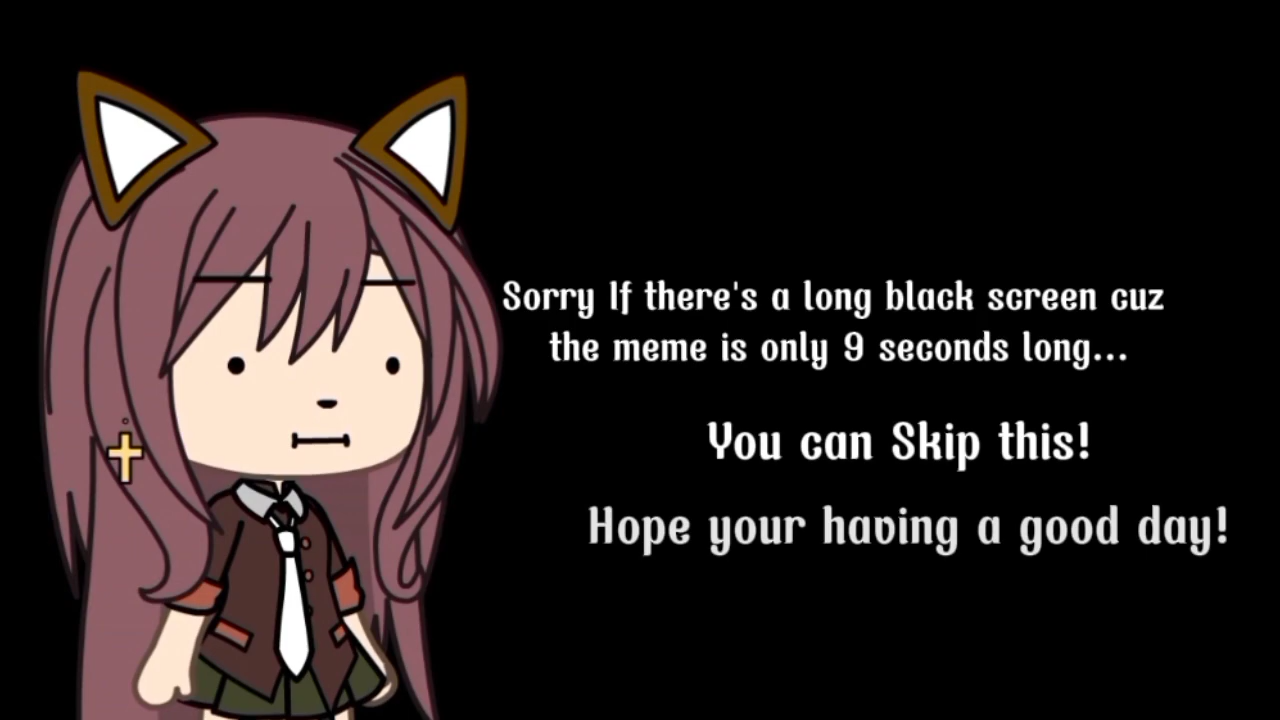 Sorry If there's a long black screen cuz
the meme is only 9 seconds long...
You can Skip this!
Hope your having a good day!